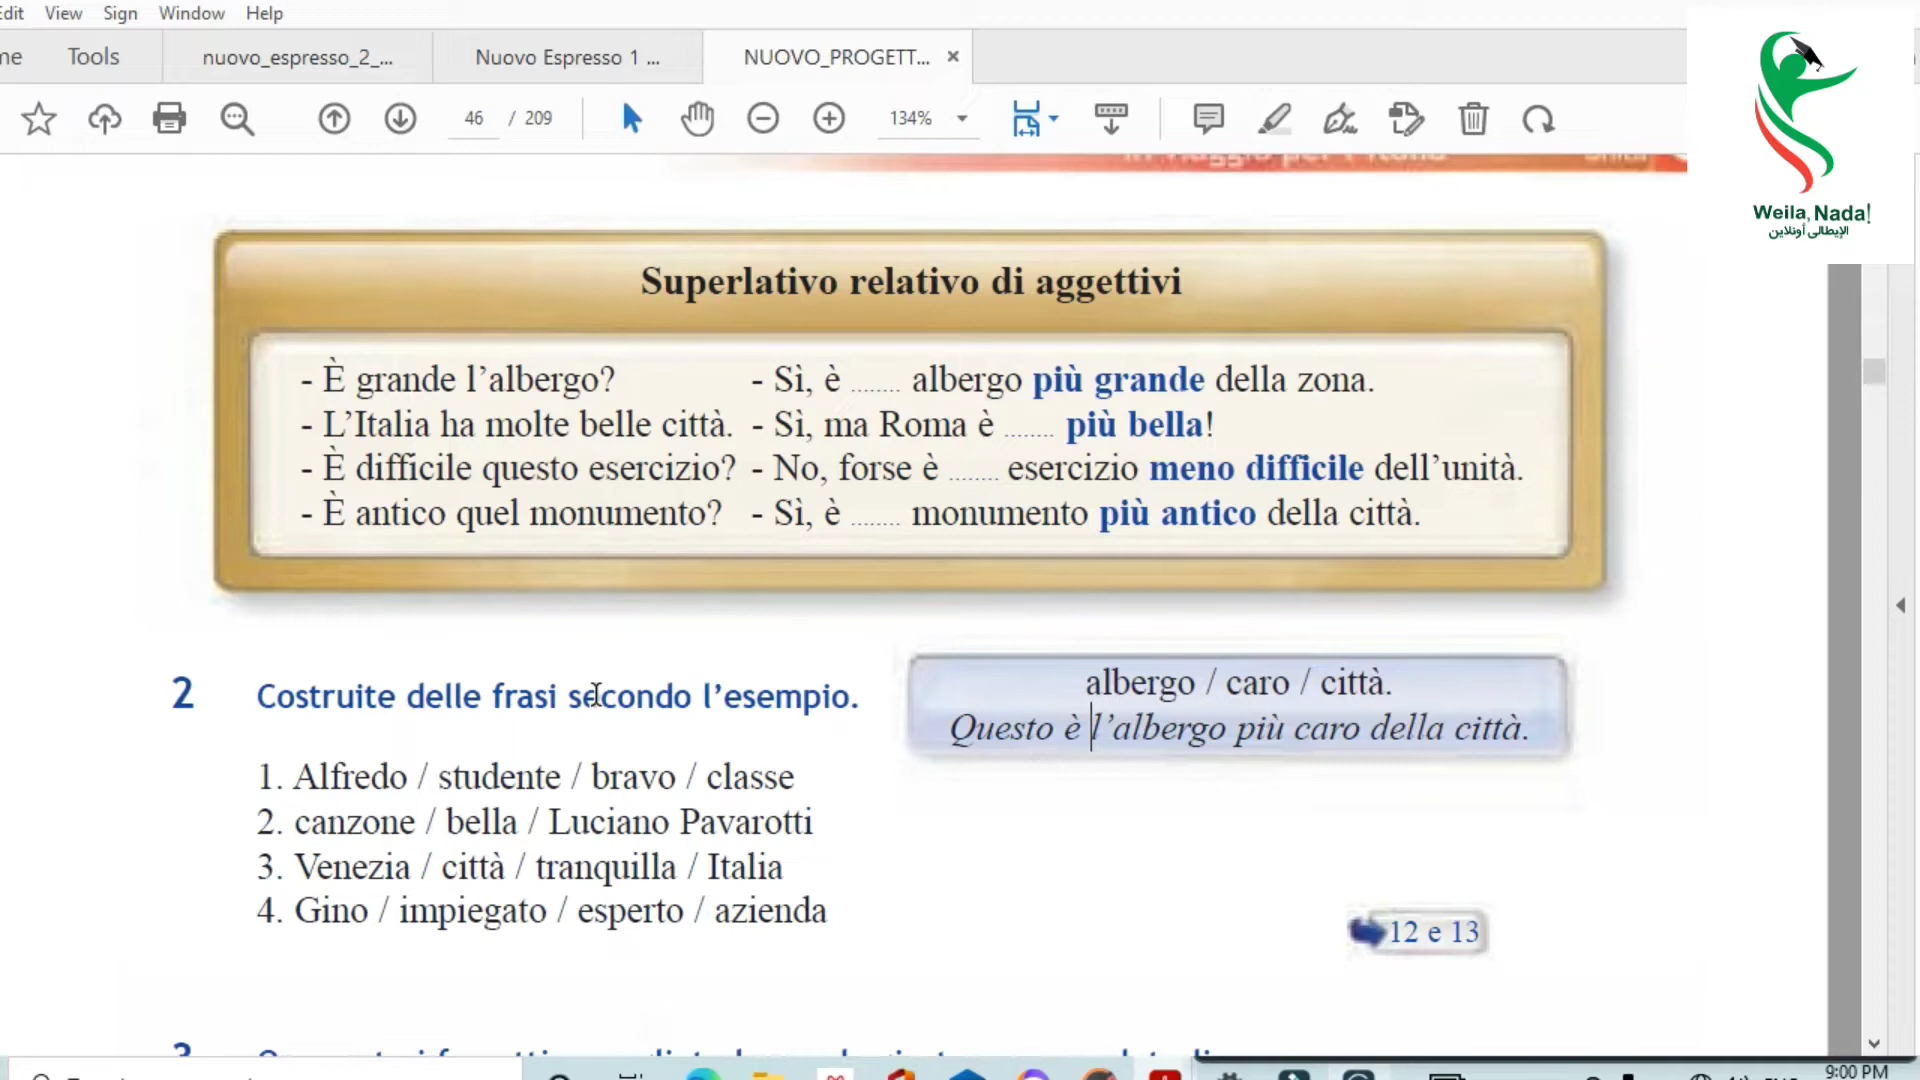 Edit View Sign Window Help
Tools nuovo_espresso_2_... Nuovo Espresso 1 ... NUOVO_PROGETT... ×
46 / 209 134%
Weila, Nada!
الإيطالى أونلاين
Superlativo relativo di aggettivi
- È grande l’albergo? - Sì, è ........ albergo più grande della zona.
- L’Italia ha molte belle città. - Sì, ma Roma è ........ più bella!
- È difficile questo esercizio? - No, forse è ........ esercizio meno difficile dell’unità.
- È antico quel monumento? - Sì, è ........ monumento più antico della città.
2 Costruite delle frasi secondo l’esempio.
albergo / caro / città.
Questo è l’albergo più caro della città.
1. Alfredo / studente / bravo / classe
2. canzone / bella / Luciano Pavarotti
3. Venezia / città / tranquilla / Italia
4. Gino / impiegato / esperto / azienda
12 e 13
9:00 PM